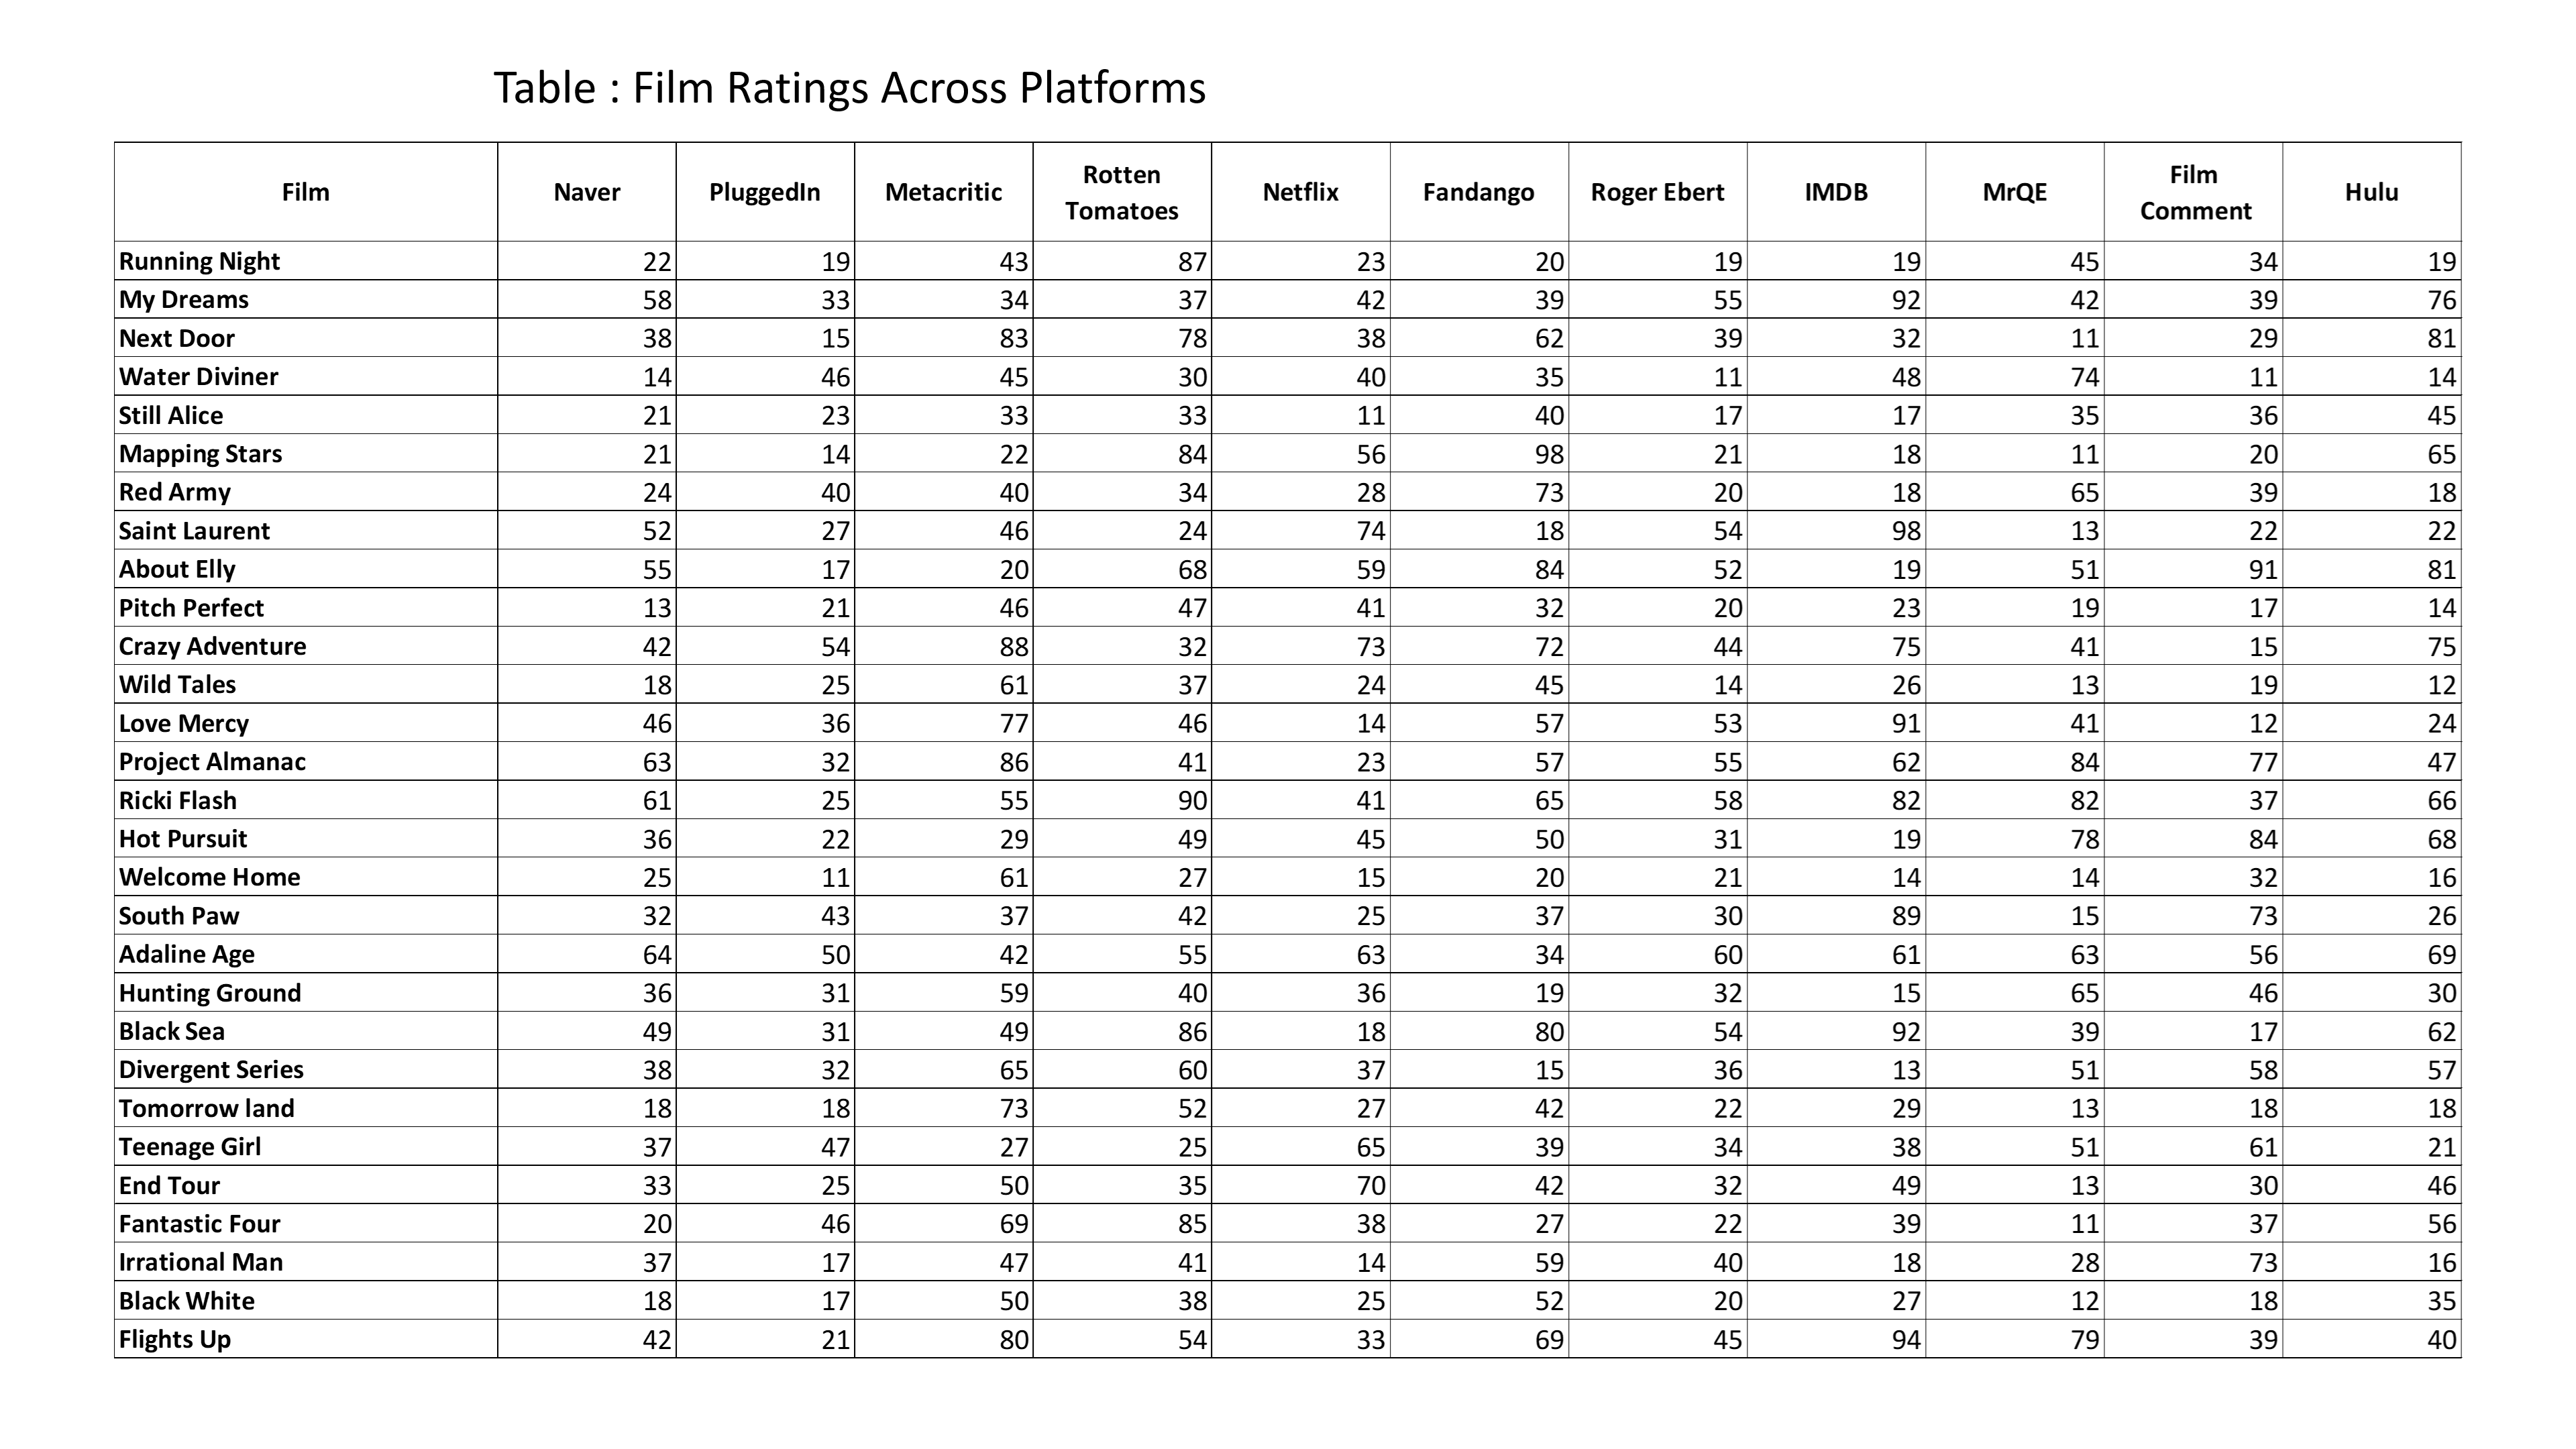 Table : Film Ratings Across Platforms
Film Naver PluggedIn Metacritic Rotten Tomatoes Netflix Fandango Roger Ebert IMDB MrQE Film Comment Hulu
Running Night 22 19 43 87 23 20 19 19 45 34 19
My Dreams 58 33 34 37 42 39 55 92 42 39 76
Next Door 38 15 83 78 38 62 39 32 11 29 81
Water Diviner 14 46 45 30 40 35 11 48 74 11 14
Still Alice 21 23 33 33 11 40 17 17 35 36 45
Mapping Stars 21 14 22 84 56 98 21 18 11 20 65
Red Army 24 40 40 34 28 73 20 18 65 39 18
Saint Laurent 52 27 46 24 74 18 54 98 13 22 22
About Elly 55 17 20 68 59 84 52 19 51 91 81
Pitch Perfect 13 21 46 47 41 32 20 23 19 17 14
Crazy Adventure 42 54 88 32 73 72 44 75 41 15 75
Wild Tales 18 25 61 37 24 45 14 26 13 19 12
Love Mercy 46 36 77 46 14 57 53 91 41 12 24
Project Almanac 63 32 86 41 23 57 55 62 84 77 47
Ricki Flash 61 25 55 90 41 65 58 82 82 37 66
Hot Pursuit 36 22 29 49 45 50 31 19 78 84 68
Welcome Home 25 11 61 27 15 20 21 14 14 32 16
South Paw 32 43 37 42 25 37 30 89 15 73 26
Adaline Age 64 50 42 55 63 34 60 61 63 56 69
Hunting Ground 36 31 59 40 36 19 32 15 65 46 30
Black Sea 49 31 49 86 18 80 54 92 39 17 62
Divergent Series 38 32 65 60 37 15 36 13 51 58 57
Tomorrow land 18 18 73 52 27 42 22 29 13 18 18
Teenage Girl 37 47 27 25 65 39 34 38 51 61 21
End Tour 33 25 50 35 70 42 32 49 13 30 46
Fantastic Four 20 46 69 85 38 27 22 39 11 37 56
Irrational Man 37 17 47 41 14 59 40 18 28 73 16
Black White 18 17 50 38 25 52 20 27 12 18 35
Flights Up 42 21 80 54 33 69 45 94 79 39 40